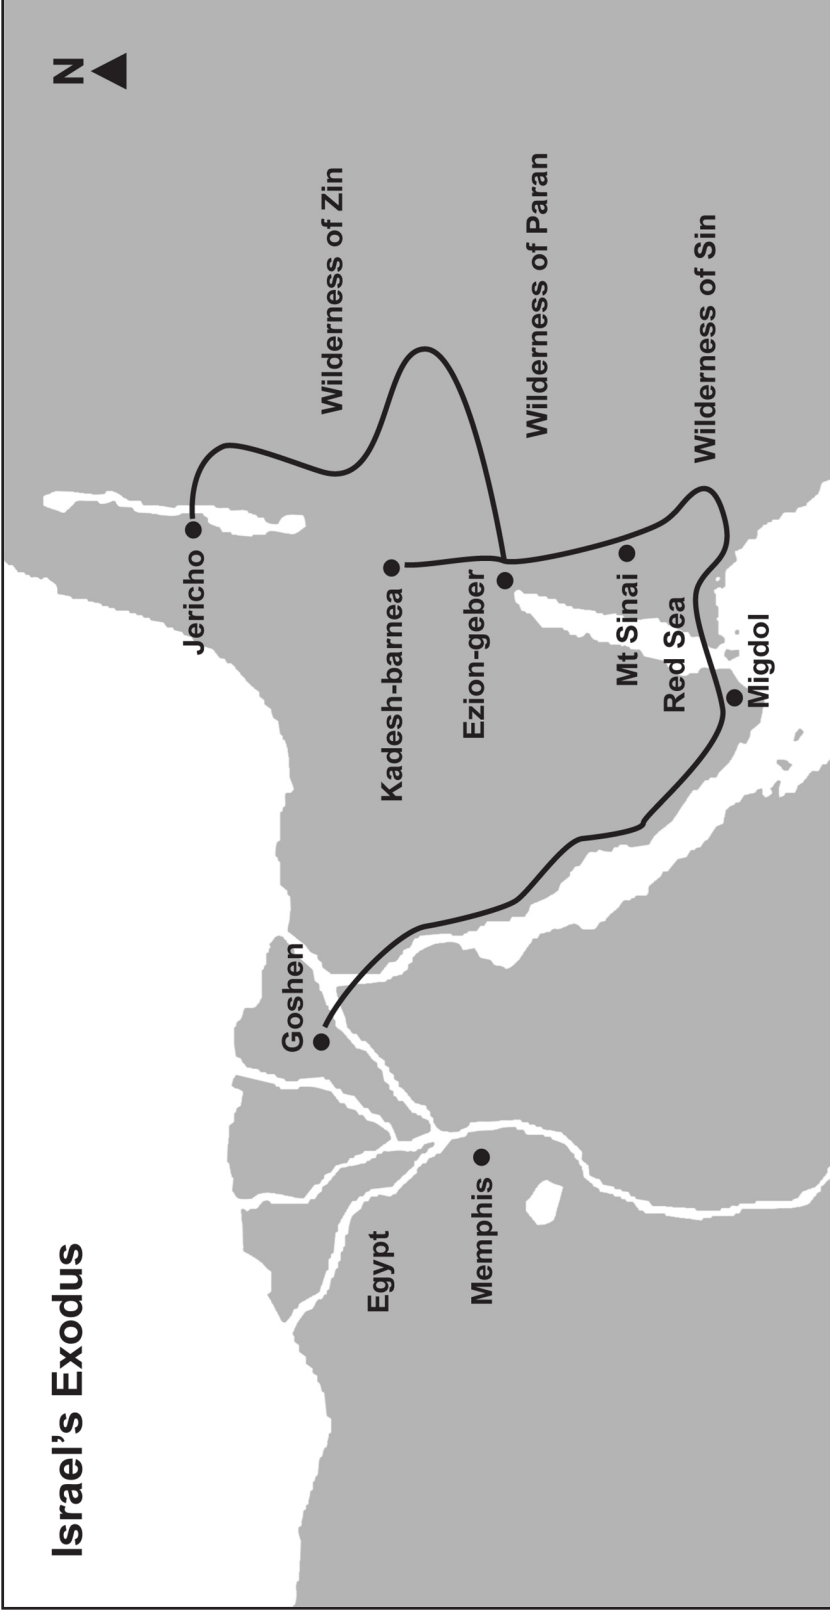 Israel's Exodus
N
Jericho
Wilderness of Zin
Goshen
Egypt
Kadesh-barnea
Memphis
Ezion-geber
Wilderness of Paran
Mt Sinai
Red Sea
Wilderness of Sin
Migdol